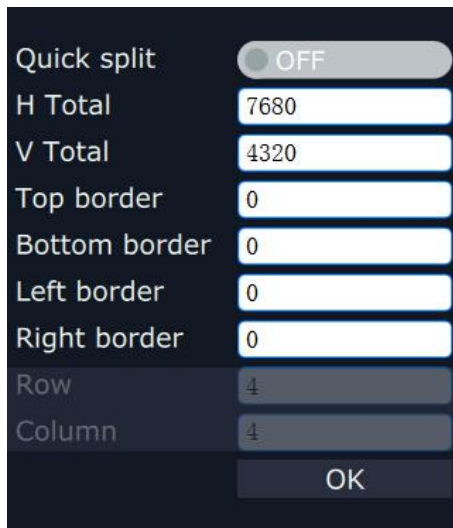 Quick split OFF
H Total 7680
V Total 4320
Top border 0
Bottom border 0
Left border 0
Right border 0
Row 4
Column 4
OK